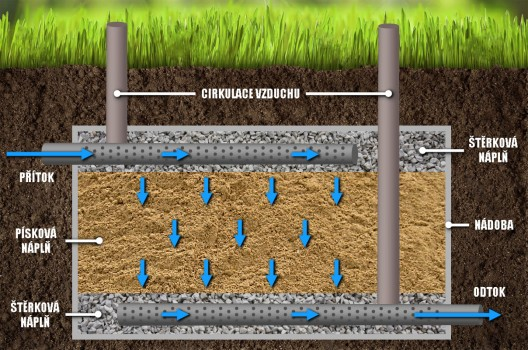 CIRKULACE VZDUCHU
ŠTĚRKOVÁ
NÁPLŇ
PŘÍTOK
PÍSKOVÁ
NÁPLŇ
NÁDOBA
ŠTĚRKOVÁ
NÁPLŇ
ODTOK